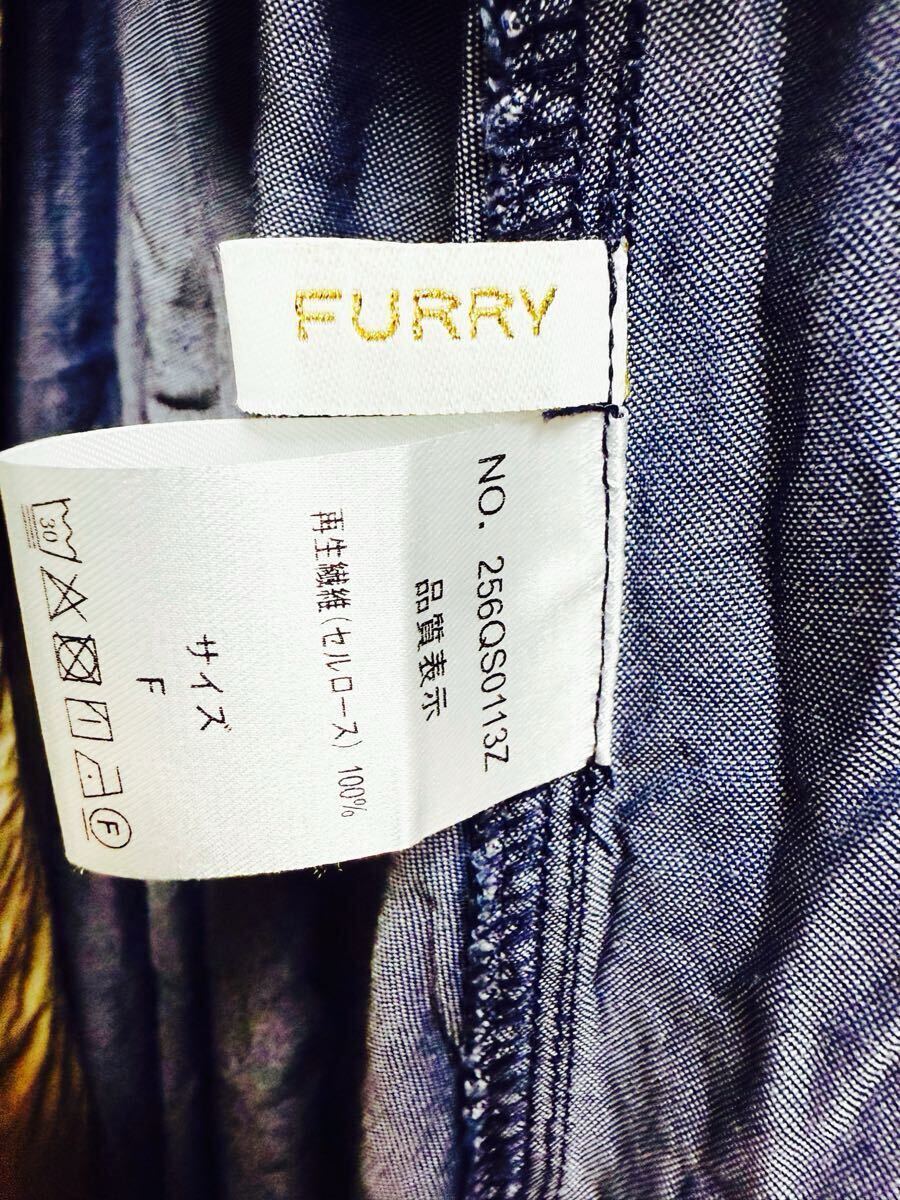 FURRY
NO. 256QS0113Z
品質表示
再生繊維(セルロース) 100%
サイズ
F
30
F